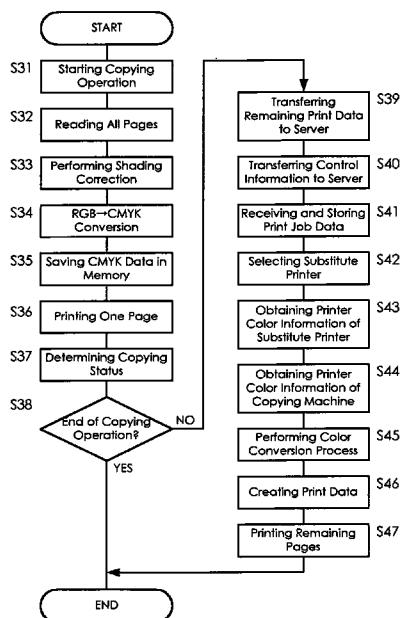 START
S31
Starting Copying
Operation
S32
Reading All Pages
S33
Performing Shading
Correction
S34
RGB→CMYK
Conversion
S35
Saving CMYK Data in
Memory
S36
Printing One Page
S37
Determining Copying
Status
S38
End of Copying
Operation?
NO
YES
S39
Transferring
Remaining Print Data
to Server
S40
Transferring Control
Information to Server
S41
Receiving and Storing
Print Job Data
S42
Selecting Substitute
Printer
S43
Obtaining Printer
Color Information of
Substitute Printer
S44
Obtaining Printer
Color Information of
Copying Machine
S45
Performing Color
Conversion Process
S46
Creating Print Data
S47
Printing Remaining
Pages
END